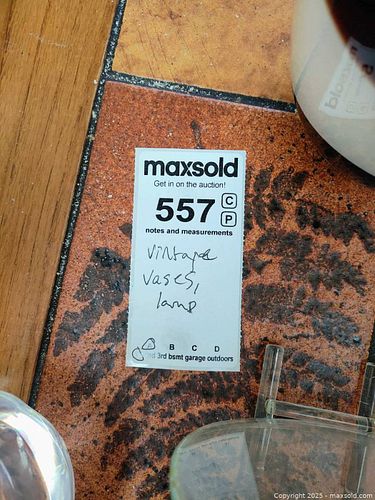 maxsold
Get in on the auction!
557 C
P
notes and measurements
vintage
vases,
lamp
A B C D
nd 3rd bsmt garage outdoors
Copyright 2025 - maxsold.com